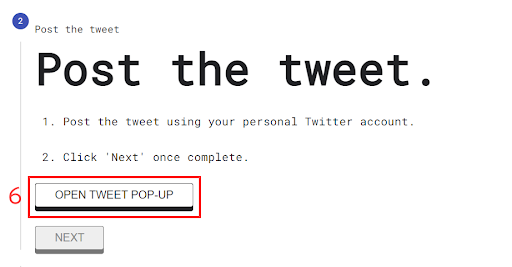 2
Post the tweet
Post the tweet.
1. Post the tweet using your personal Twitter account.
2. Click 'Next' once complete.
6
OPEN TWEET POP-UP
NEXT